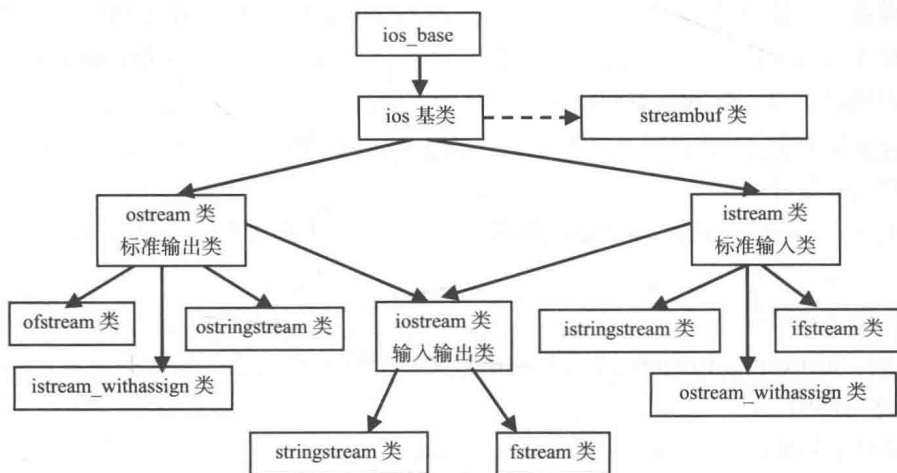 ios_base
ios 基类
streambuf 类
ostream 类
标准输出类
istream 类
标准输入类
ofstream 类
ostringstream 类
iostream 类
输入输出类
istringstream 类
ifstream 类
istream_withassign 类
ostream_withassign 类
stringstream 类
fstream 类